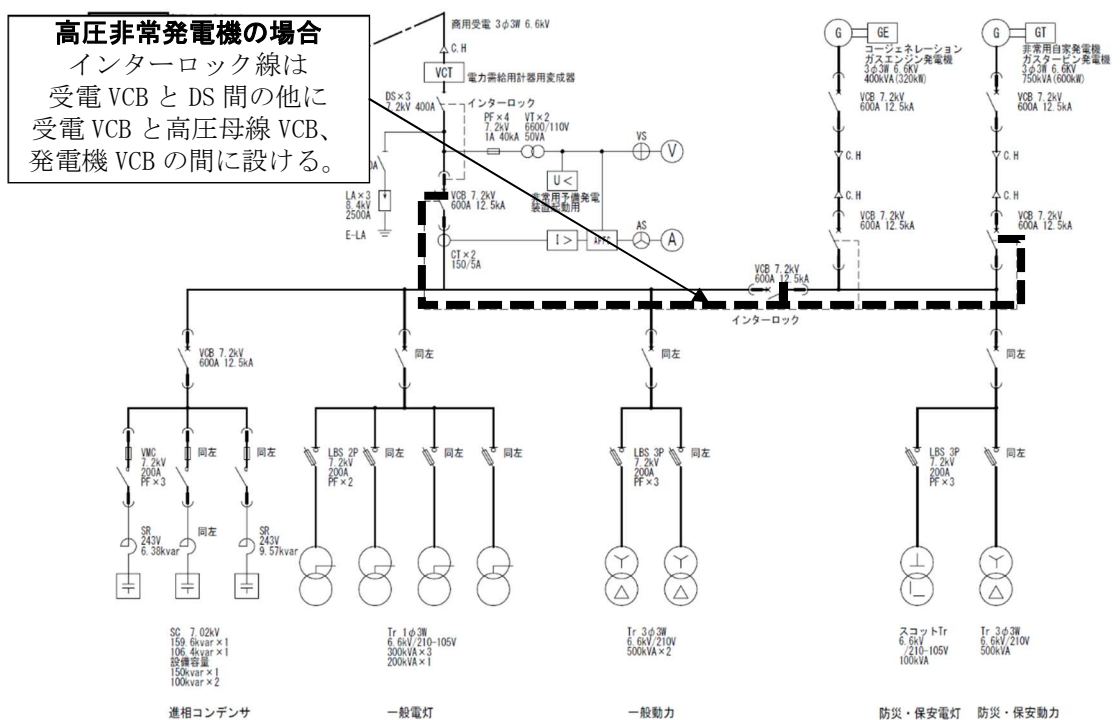 高圧非常発電機の場合
インターロック線は
受電 VCB と DS 間の他に
受電 VCB と高圧母線 VCB、
発電機 VCB の間に設ける。
商用受電 3φ3W 6.6kV
C.H
VCT
電力需給用計器用変成器
DS×3
7.2kV 400A
インターロック
PF×4
7.2kV
1A 40kA
VT×2
6600/110V
50VA
VS
V
U<
非常用予備発電
装置起動用
LA×3
8.4kV
2500A
E-LA
VCB 7.2kV
600A 12.5kA
CT×2
150/5A
I>
AS
A
G
GE
コージェネレーション
ガスエンジン発電機
3φ3W 6.6KV
400kVA(320kW)
VCB 7.2kV
600A 12.5kA
C.H
C.H
VCB 7.2kV
600A 12.5kA
G
GT
非常用自家発電機
ガスタービン発電機
3φ3W 6.6KV
750kVA(600kW)
VCB 7.2kV
600A 12.5kA
C.H
C.H
VCB 7.2kV
600A 12.5kA
VCB 7.2kV
600A 12.5kA
インターロック
VCB 7.2kV
600A 12.5kA
同左
同左
同左
VMC
7.2kV
200A
PF×3
同左
同左
LBS 2P
7.2kV
200A
PF×2
同左
同左
同左
LBS 3P
7.2kV
200A
PF×3
同左
LBS 3P
7.2kV
200A
PF×3
同左
SR
243V
6.38kvar
同左
SR
243V
9.57kvar
SC 7.02kV
159.6kvar×1
106.4kvar×1
設備容量
150kvar×1
100kvar×2
Tr 1φ3W
6.6kV/210-105V
300kVA×3
200kVA×1
Tr 3φ3W
6.6kV/210V
500kVA×2
スコットTr
6.6kV
/210-105V
100kVA
Tr 3φ3W
6.6kV/210V
500kVA
進相コンデンサ
一般電灯
一般動力
防災・保安電灯
防災・保安動力